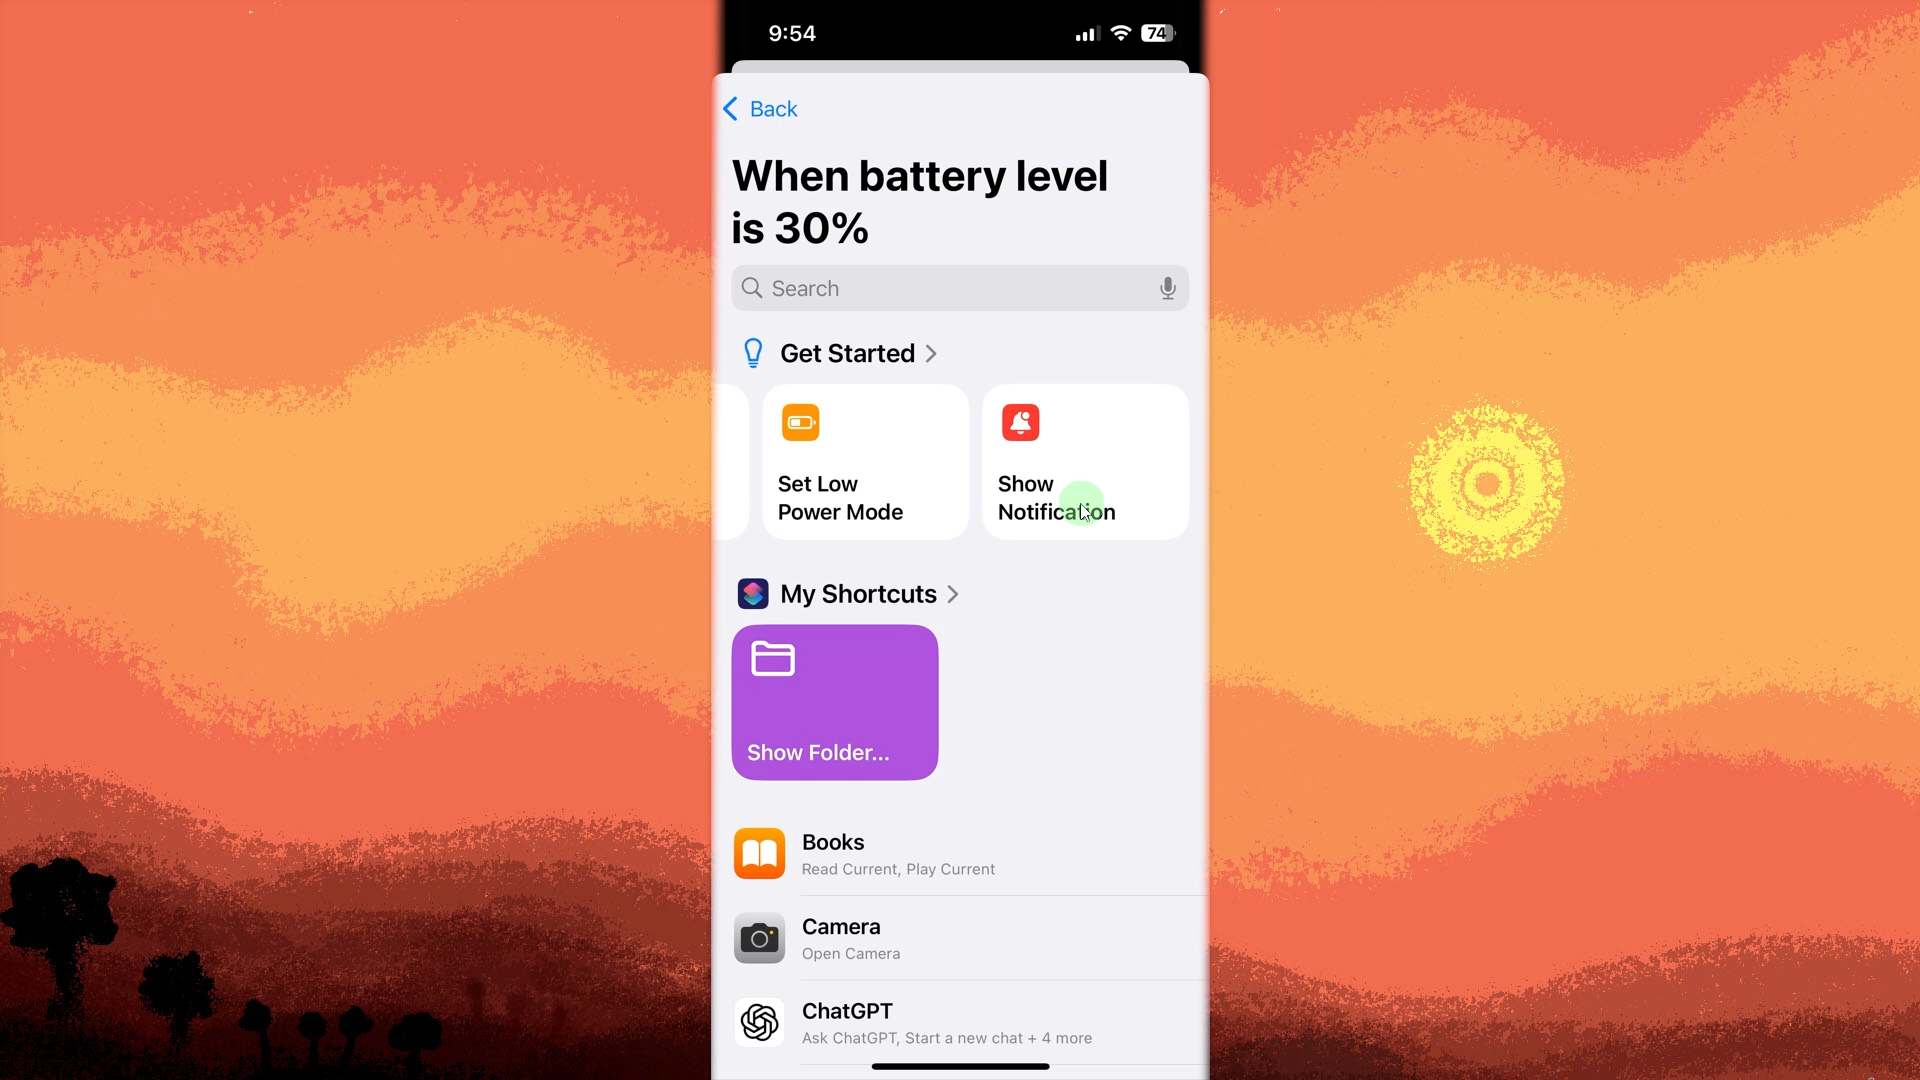 9:54
74
Back
When battery level
is 30%
Search
Get Started
Set Low
Power Mode
Show
Notification
My Shortcuts
Show Folder...
Books
Read Current, Play Current
Camera
Open Camera
ChatGPT
Ask ChatGPT, Start a new chat + 4 more